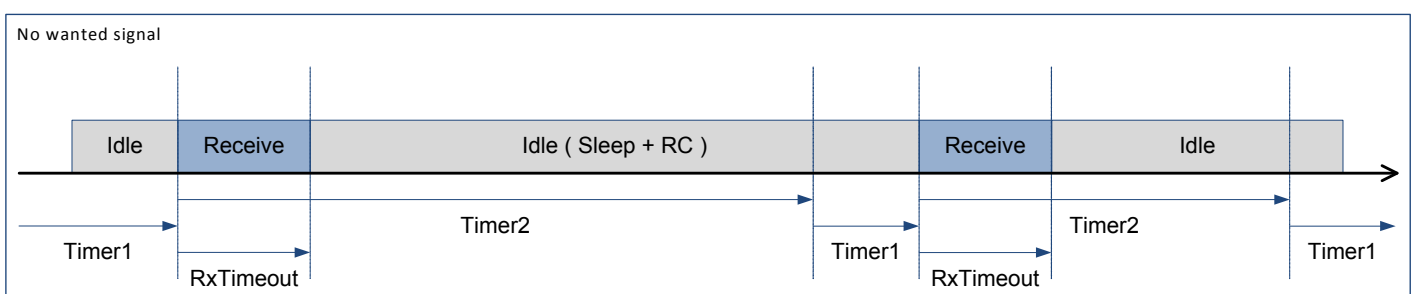 No wanted signal
Idle
Receive
Idle ( Sleep + RC )
Receive
Idle
Timer2
Timer2
Timer1
Timer1
Timer1
RxTimeout
RxTimeout